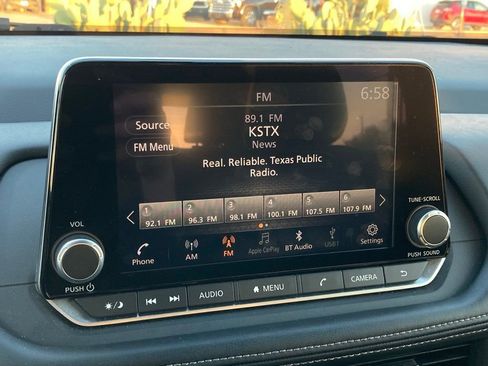 FM
6:58
Source
89.1 FM
KSTX
FM Menu
News
Real. Reliable. Texas Public
Radio.
1 2 3 4 5 6
92.1 FM 96.3 FM 98.1 FM 100.1 FM 107.5 FM 107.9 FM
VOL
TUNE·SCROLL
Phone
AM
FM
Apple CarPlay
BT Audio
USB1
Settings
PUSH
PUSH SOUND
AUDIO
MENU
CAMERA